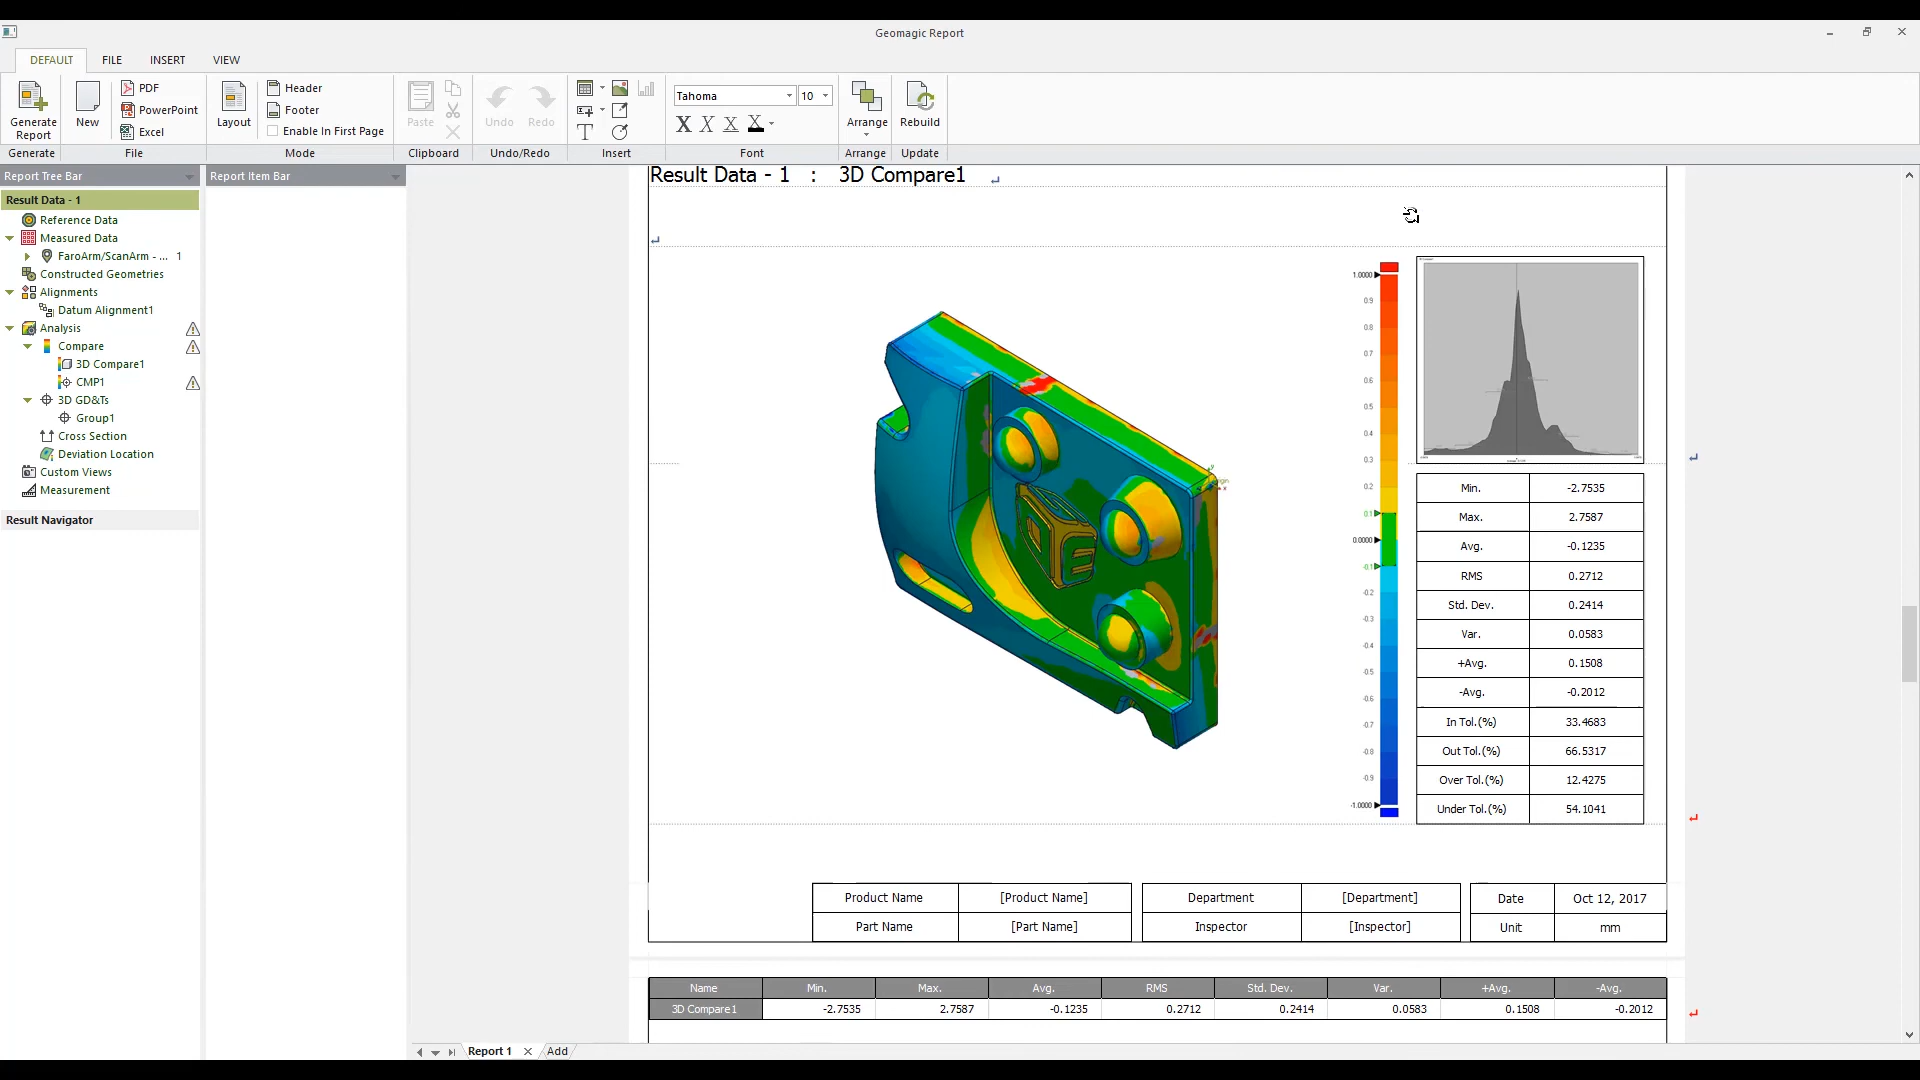 Geomagic Report
DEFAULT FILE INSERT VIEW
Generate Report
New
PDF
PowerPoint
Excel
Layout
Header
Footer
Enable In First Page
Paste
Undo
Redo
Tahoma 10
Arrange
Rebuild
Generate File Mode Clipboard Undo/Redo Insert Font Arrange Update
Report Tree Bar
Report Item Bar
Result Data - 1
Reference Data
Measured Data
FaroArm/ScanArm - ... 1
Constructed Geometries
Alignments
Datum Alignment1
Analysis
Compare
3D Compare1
CMP1
3D GD&Ts
Group1
Cross Section
Deviation Location
Custom Views
Measurement
Result Navigator
Result Data - 1 : 3D Compare1
1.0000
0.9
0.8
0.7
0.6
0.5
0.4
0.3
0.2
0.1
0.0000
-0.1
-0.2
-0.3
-0.4
-0.5
-0.6
-0.7
-0.8
-0.9
-1.0000
Min. -2.7535
Max. 2.7587
Avg. -0.1235
RMS 0.2712
Std. Dev. 0.2414
Var. 0.0583
+Avg. 0.1508
-Avg. -0.2012
In Tol.(%) 33.4683
Out Tol.(%) 66.5317
Over Tol.(%) 12.4275
Under Tol.(%) 54.1041
Product Name [Product Name] Department [Department] Date Oct 12, 2017
Part Name [Part Name] Inspector [Inspector] Unit mm
Name Min. Max. Avg. RMS Std. Dev. Var. +Avg. -Avg.
3D Compare1 -2.7535 2.7587 -0.1235 0.2712 0.2414 0.0583 0.1508 -0.2012
Report 1 Add